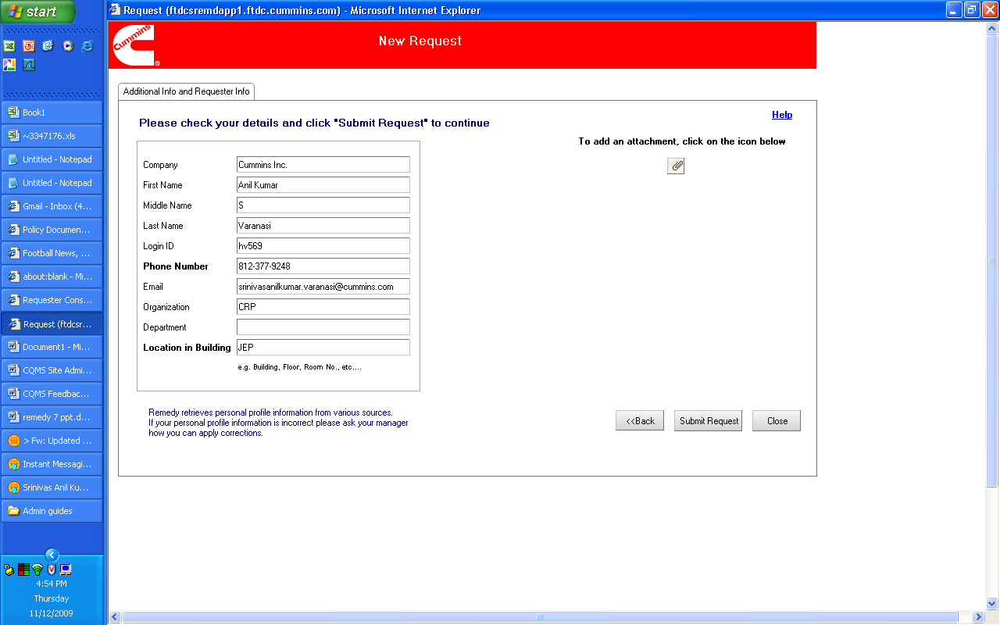 start
Request (ftdcsremdapp1.ftdc.cummins.com) - Microsoft Internet Explorer
Cummins
®
New Request
Additional Info and Requester Info
Please check your details and click "Submit Request" to continue
Help
To add an attachment, click on the icon below
Company Cummins Inc.
First Name Anil Kumar
Middle Name S
Last Name Varanasi
Login ID hv569
Phone Number 812-377-9248
Email srinivasanilkumar.varanasi@cummins.com
Organization CRP
Department
Location in Building JEP
e.g. Building, Floor, Room No., etc....
Remedy retrieves personal profile information from various sources.
If your personal profile information is incorrect please ask your manager
how you can apply corrections.
<<Back
Submit Request
Close
Book1
~3347176.xls
Untitled - Notepad
Untitled - Notepad
Gmail - Inbox (4...
Policy Documen...
Football News, ...
about:blank - Mi...
Requester Cons...
Request (ftdcsr...
Document1 - Mi...
CQMS Site Admi...
CQMS Feedbac...
remedy 7 ppt.d...
> Fw: Updated ...
Instant Messagi...
Srinivas Anil Ku...
Admin guides
4:54 PM
Thursday
11/12/2009